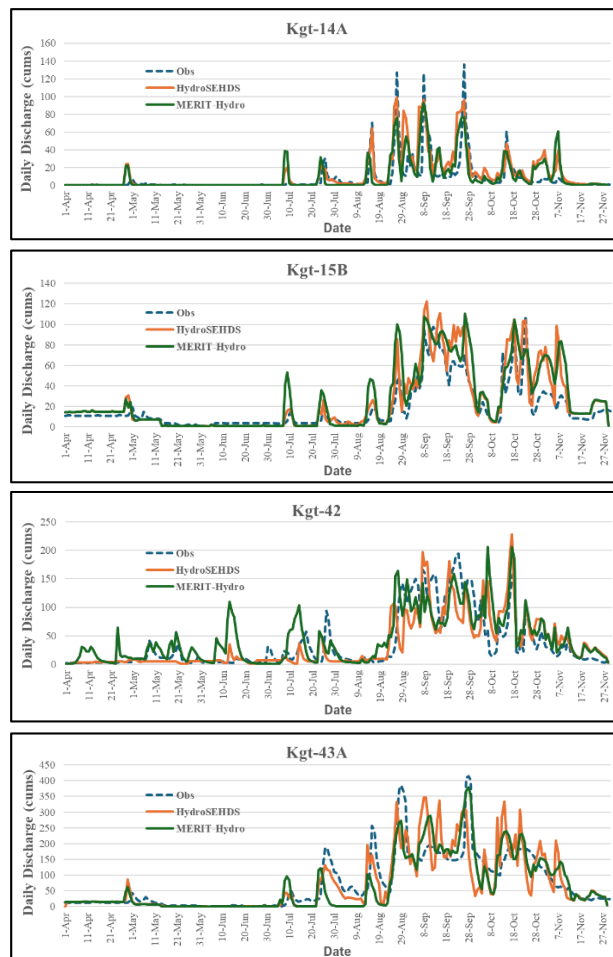 Kgt-14A
Daily Discharge (cums)
160
140
120
100
80
60
40
20
0
Obs
HydroSEHDS
MERIT-Hydro
1-Apr
11-Apr
21-Apr
1-May
11-May
21-May
31-May
10-Jun
20-Jun
30-Jun
10-Jul
20-Jul
30-Jul
9-Aug
19-Aug
29-Aug
8-Sep
18-Sep
28-Sep
8-Oct
18-Oct
28-Oct
7-Nov
17-Nov
27-Nov
Date
Kgt-15B
Daily Discharge (cums)
140
120
100
80
60
40
20
0
Obs
HydroSEHDS
MERIT-Hydro
1-Apr
11-Apr
21-Apr
1-May
11-May
21-May
31-May
10-Jun
20-Jun
30-Jun
10-Jul
20-Jul
30-Jul
9-Aug
19-Aug
29-Aug
8-Sep
18-Sep
28-Sep
8-Oct
18-Oct
28-Oct
7-Nov
17-Nov
27-Nov
Date
Kgt-42
Daily Discharge (cums)
250
200
150
100
50
0
Obs
HydroSEHDS
MERIT-Hydro
1-Apr
11-Apr
21-Apr
1-May
11-May
21-May
31-May
10-Jun
20-Jun
30-Jun
10-Jul
20-Jul
30-Jul
9-Aug
19-Aug
29-Aug
8-Sep
18-Sep
28-Sep
8-Oct
18-Oct
28-Oct
7-Nov
17-Nov
27-Nov
Date
Kgt-43A
Daily Discharge (cums)
450
400
350
300
250
200
150
100
50
0
Obs
HydroSEHDS
MERIT-Hydro
1-Apr
11-Apr
21-Apr
1-May
11-May
21-May
31-May
10-Jun
20-Jun
30-Jun
10-Jul
20-Jul
30-Jul
9-Aug
19-Aug
29-Aug
8-Sep
18-Sep
28-Sep
8-Oct
18-Oct
28-Oct
7-Nov
17-Nov
27-Nov
Date